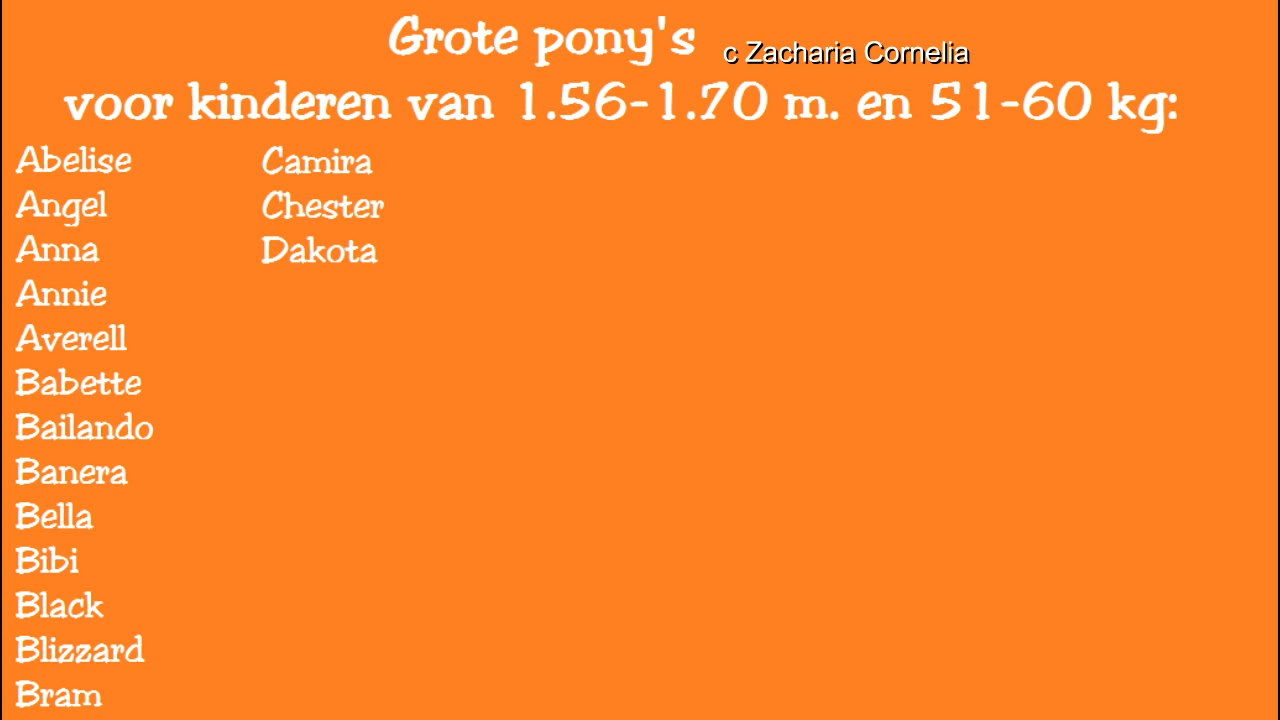 Grote pony's
c Zacharia Cornelia
voor kinderen van 1.56-1.70 m. en 51-60 kg:
Abelise
Angel
Anna
Annie
Averell
Babette
Bailando
Banera
Bella
Bibi
Black
Blizzard
Bram
Camira
Chester
Dakota